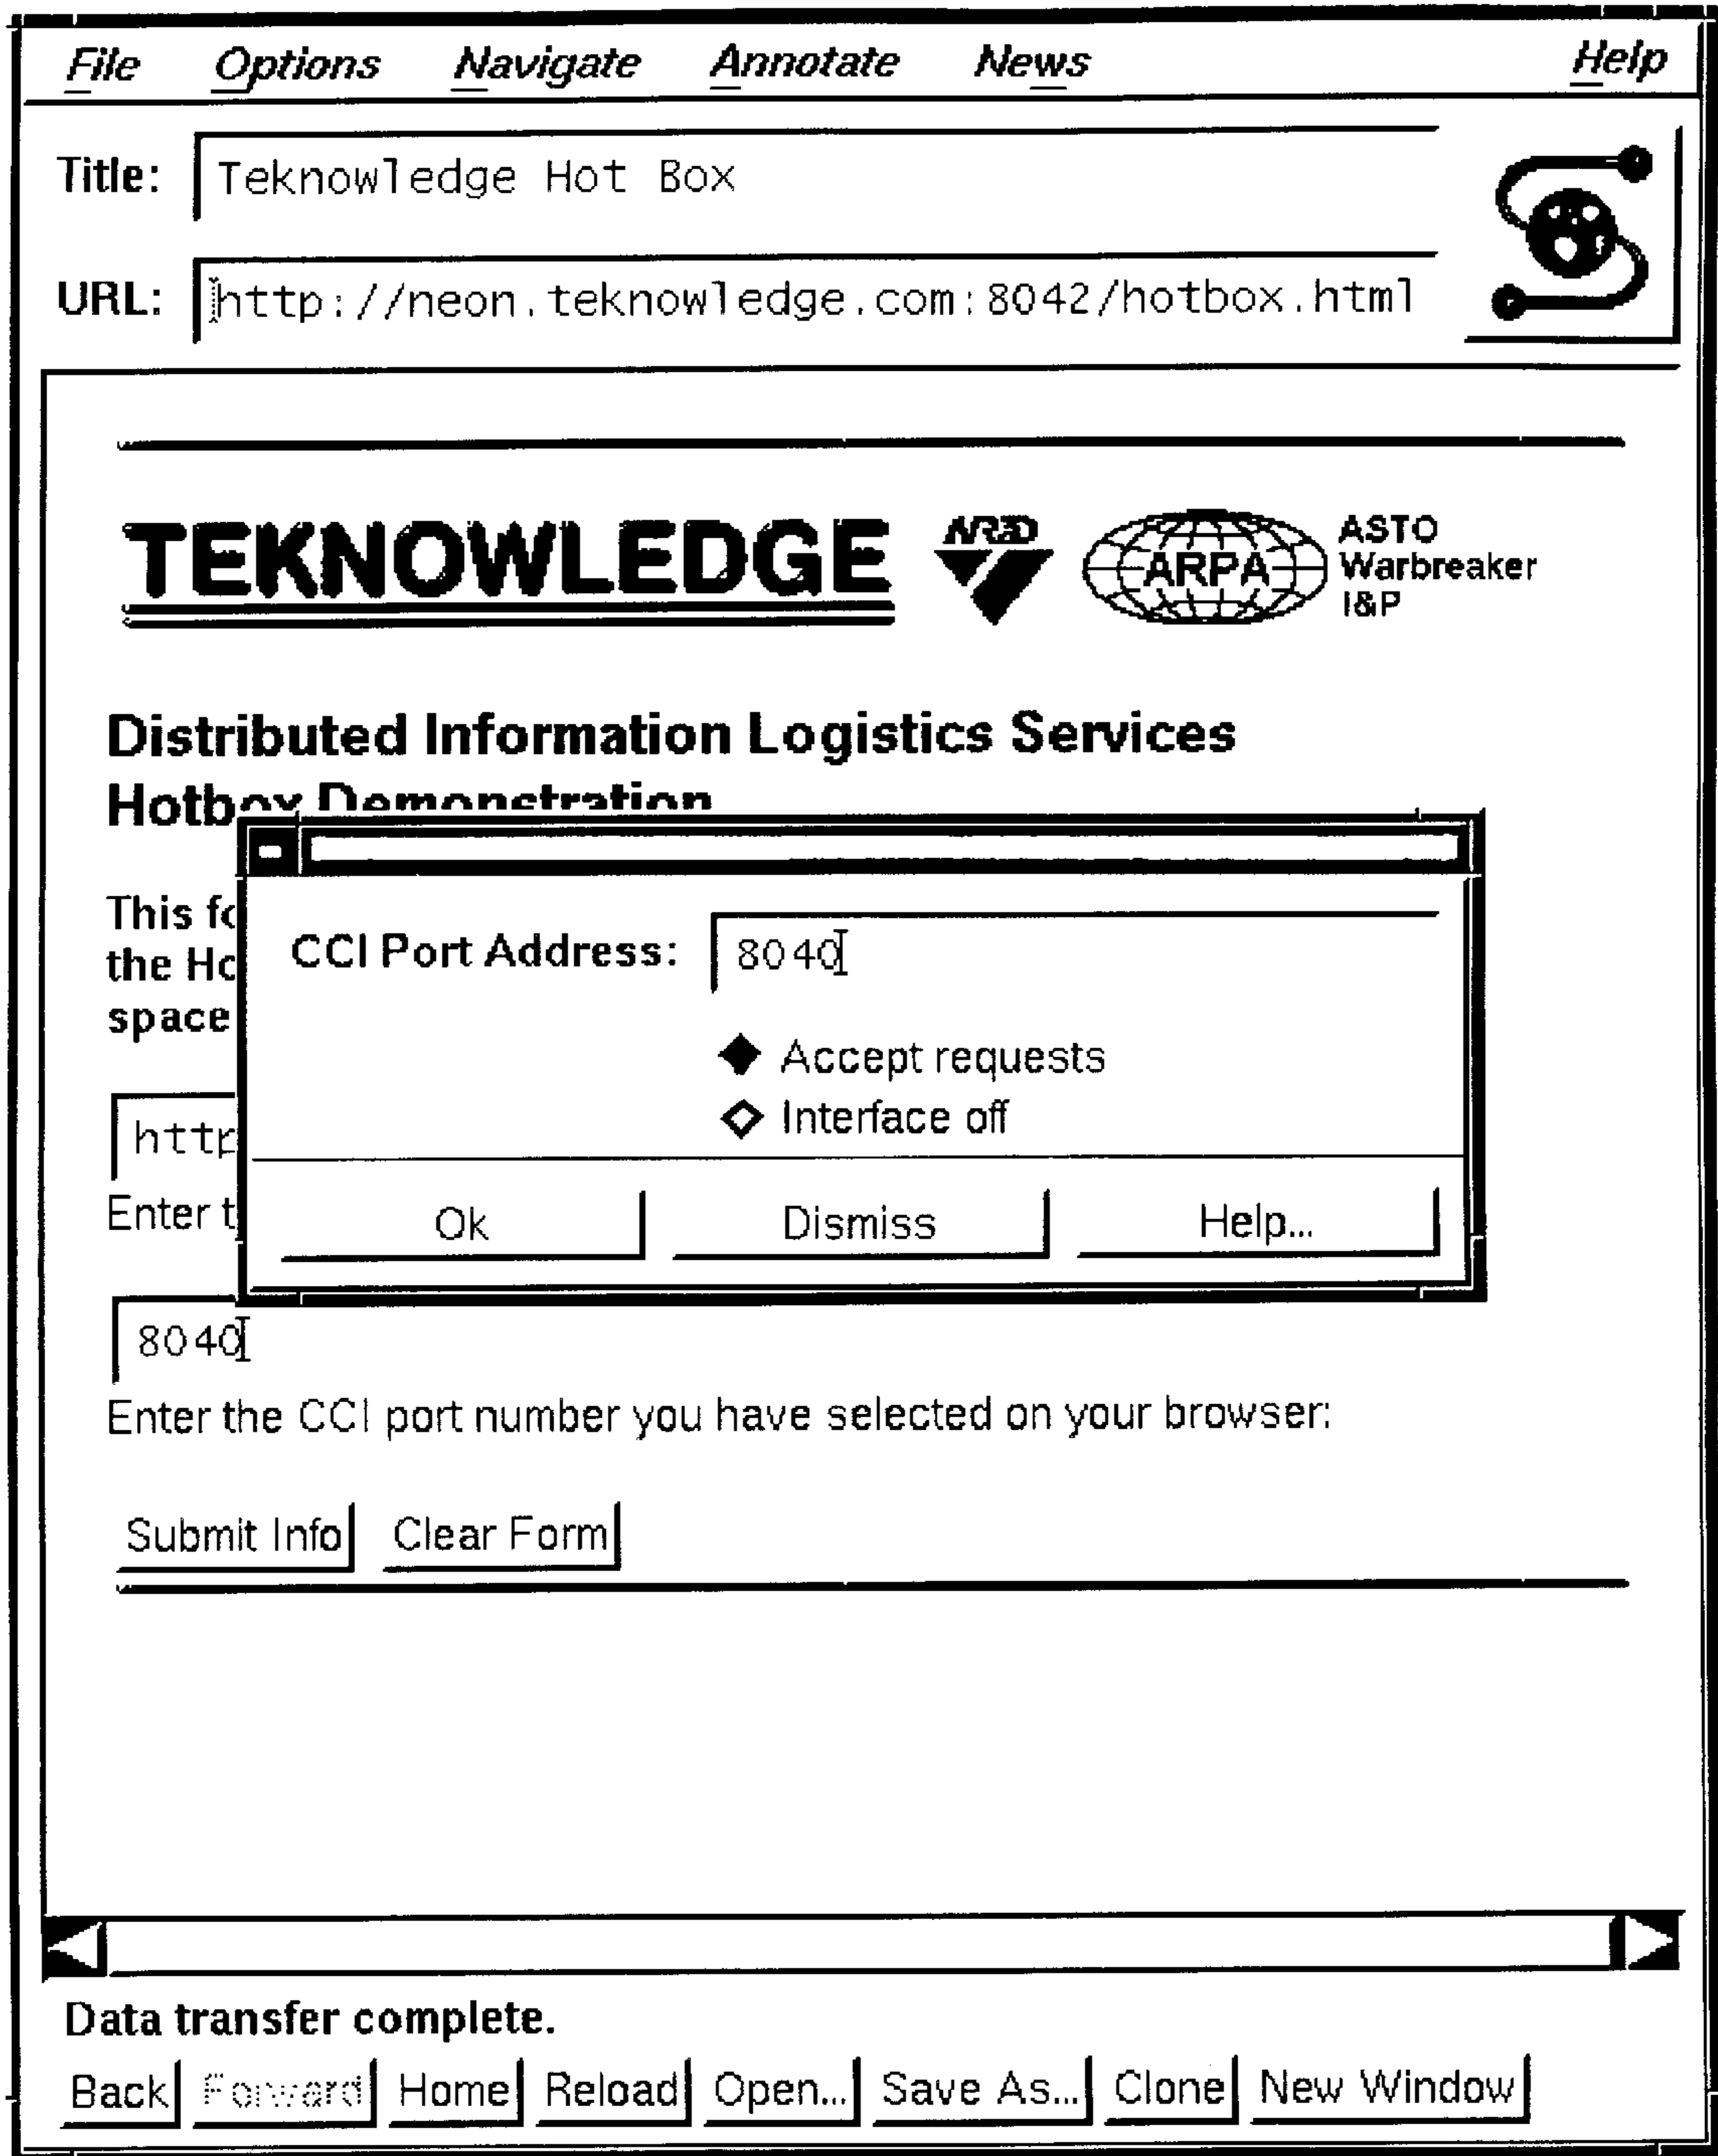 File Options Navigate Annotate News Help
Title: Teknowledge Hot Box
URL: http://neon.teknowledge.com:8042/hotbox.html
TEKNOWLEDGE ARPA ASTO
Warbreaker
I&P
Distributed Information Logistics Services
Hotbox Demonstration
This fo
the Ho
space
CCI Port Address: 8040
Accept requests
Interface off
http
Enter t
Ok Dismiss Help...
8040
Enter the CCI port number you have selected on your browser:
Submit Info Clear Form
Data transfer complete.
Back Forward Home Reload Open... Save As... Clone New Window